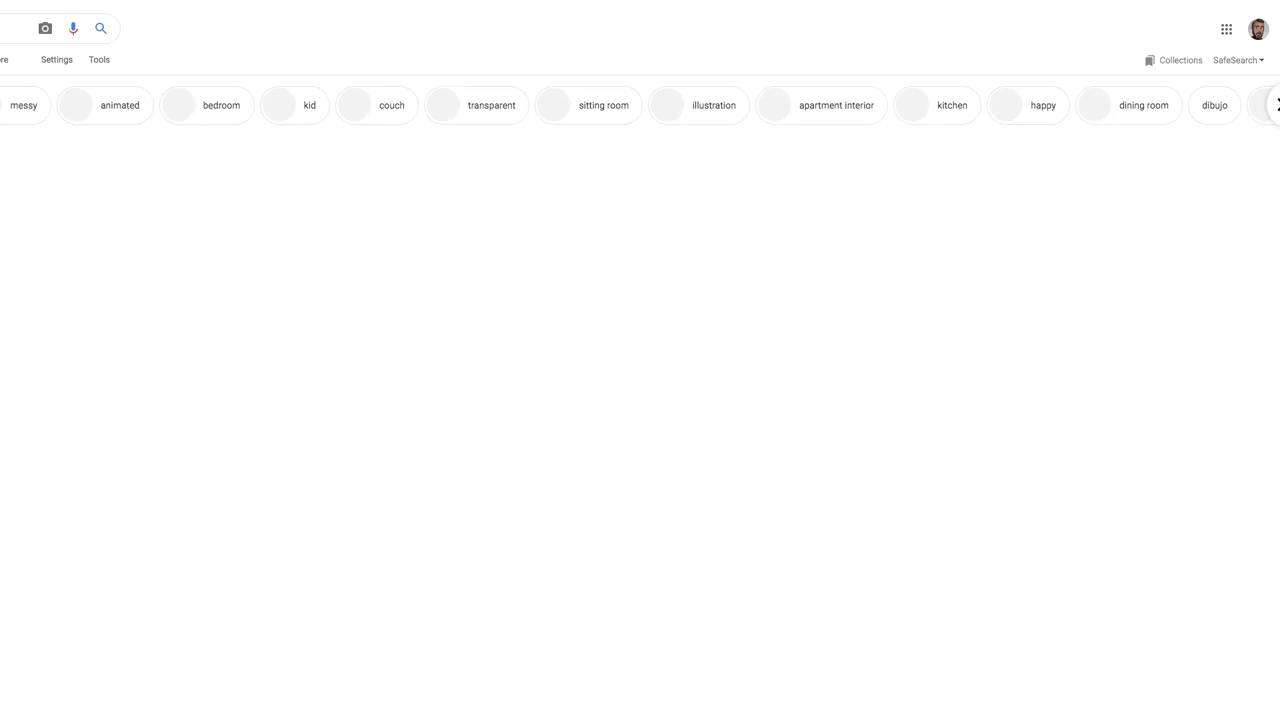 re Settings Tools
Collections SafeSearch
messy animated bedroom kid couch transparent sitting room illustration apartment interior kitchen happy dining room dibujo